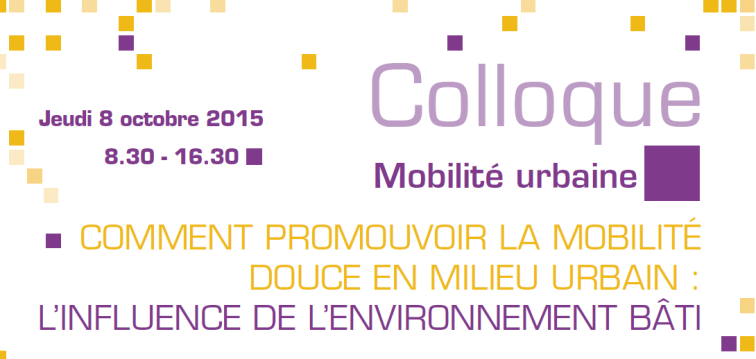 Colloque
Jeudi 8 octobre 2015
8.30 - 16.30
Mobilité urbaine
COMMENT PROMOUVOIR LA MOBILITÉ
DOUCE EN MILIEU URBAIN :
L'INFLUENCE DE L'ENVIRONNEMENT BÂTI